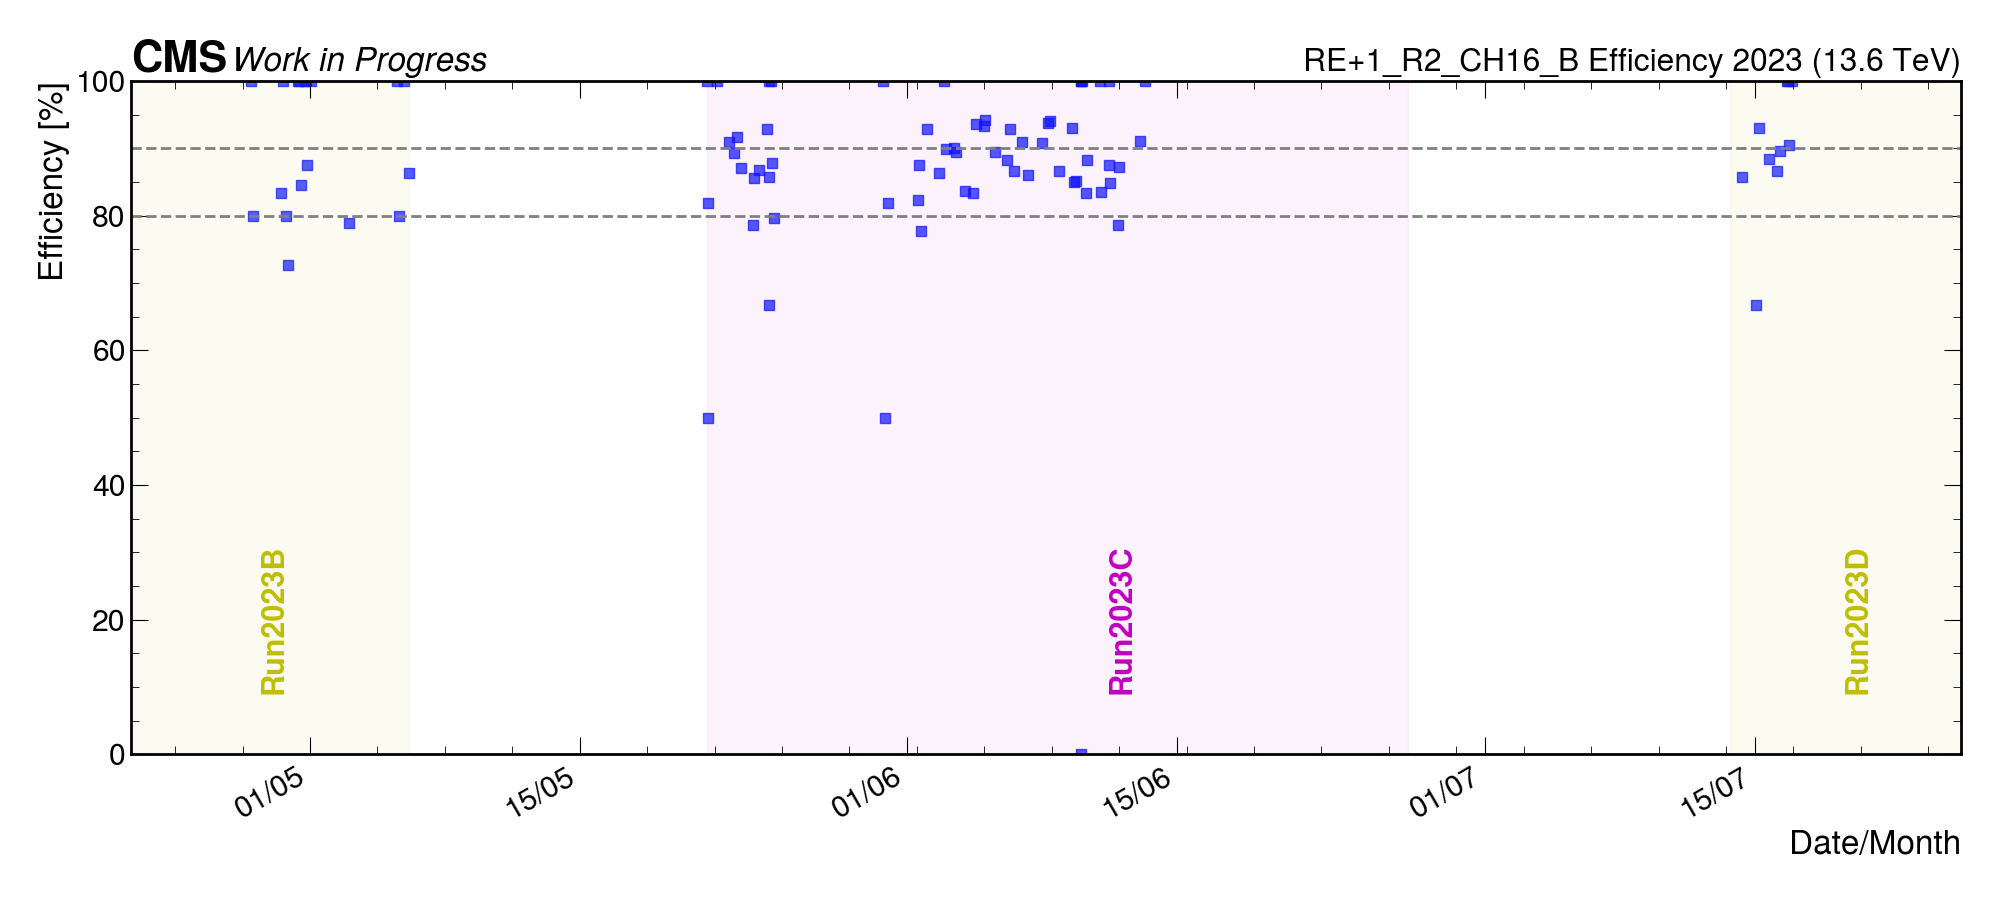 CMS Work in Progress
RE+1_R2_CH16_B Efficiency 2023 (13.6 TeV)
Efficiency [%]
100
80
60
40
20
0
Run2023B
Run2023C
Run2023D
01/05
15/05
01/06
15/06
01/07
15/07
Date/Month